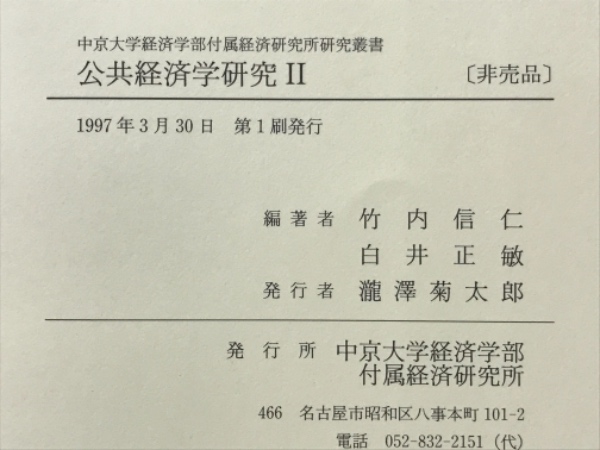 中京大学経済学部付属経済研究所研究叢書
公共経済学研究 II 〔非売品〕
1997年3月30日 第1刷発行
編著者 竹内信仁
白井正敏
発行者 瀧澤菊太郎
発行所 中京大学経済学部
付属経済研究所
466 名古屋市昭和区八事本町 101-2
電話 052-832-2151 (代)